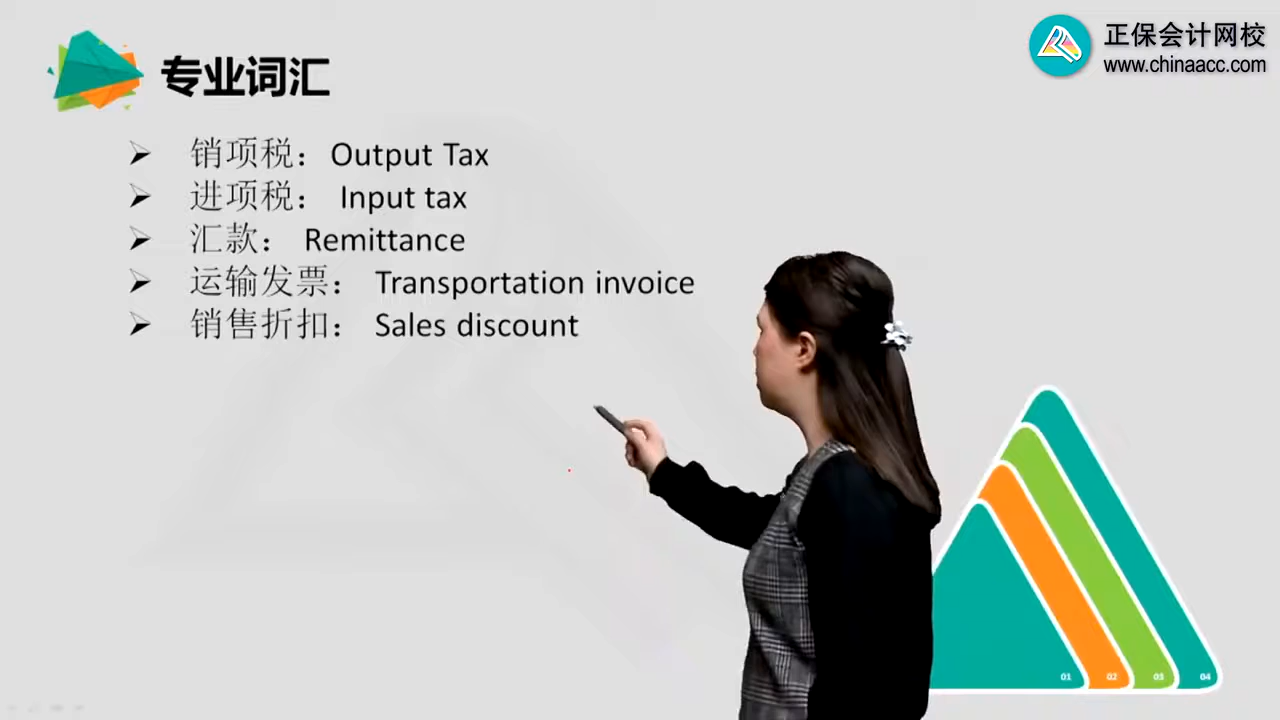 正保会计网校
www.chinaacc.com
专业词汇
➢ 销项税：Output Tax
➢ 进项税： Input tax
➢ 汇款： Remittance
➢ 运输发票： Transportation invoice
➢ 销售折扣： Sales discount
01 02 03 04